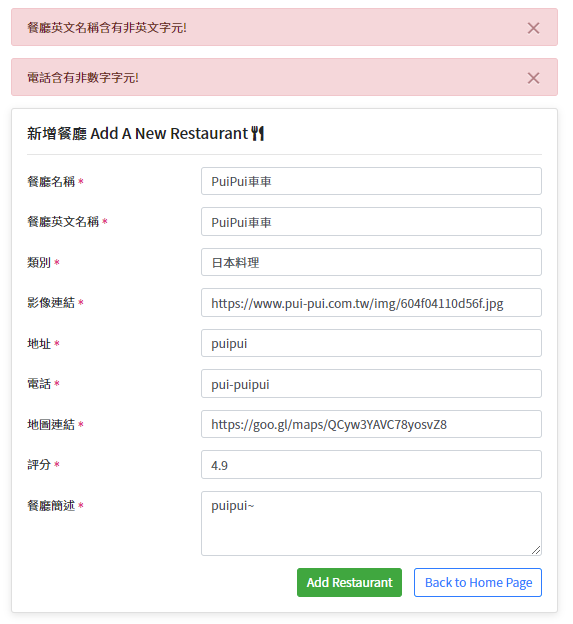 餐廳英文名稱含有非英文字元!
電話含有非數字字元!
新增餐廳 Add A New Restaurant
餐廳名稱 * PuiPui車車
餐廳英文名稱 * PuiPui車車
類別 * 日本料理
影像連結 * https://www.pui-pui.com.tw/img/604f04110d56f.jpg
地址 * puipui
電話 * pui-puipui
地圖連結 * https://goo.gl/maps/QCyw3YAVC78yosvZ8
評分 * 4.9
餐廳簡述 * puipui~
Add Restaurant Back to Home Page